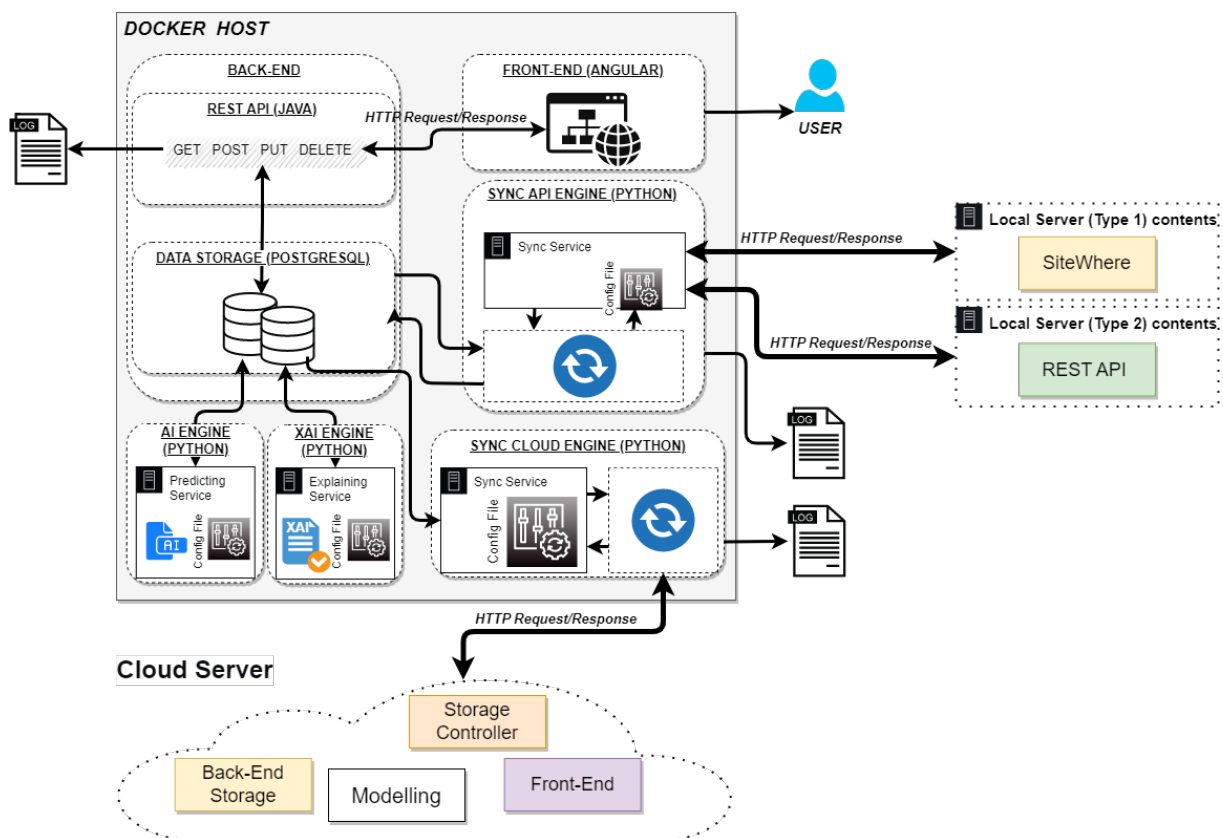 DOCKER HOST
BACK-END
REST API (JAVA)
GET POST PUT DELETE
LOG
HTTP Request/Response
FRONT-END (ANGULAR)
USER
SYNC API ENGINE (PYTHON)
Sync Service
Config File
HTTP Request/Response
Local Server (Type 1) contents
SiteWhere
HTTP Request/Response
Local Server (Type 2) contents
REST API
DATA STORAGE (POSTGRESQL)
LOG
AI ENGINE
(PYTHON)
Predicting
Service
AI
Config File
XAI ENGINE
(PYTHON)
Explaining
Service
XAI
Config File
SYNC CLOUD ENGINE (PYTHON)
Sync Service
Config File
LOG
HTTP Request/Response
Cloud Server
Storage
Controller
Back-End
Storage
Modelling
Front-End